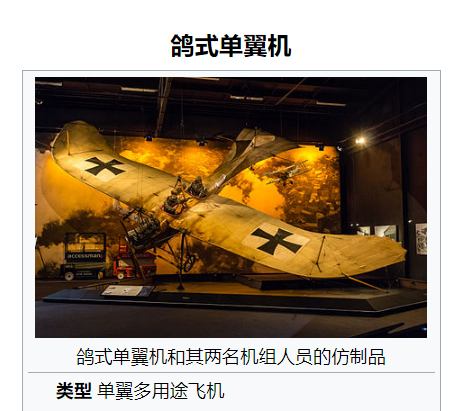 鸽式单翼机
accessman
鸽式单翼机和其两名机组人员的仿制品
类型 单翼多用途飞机